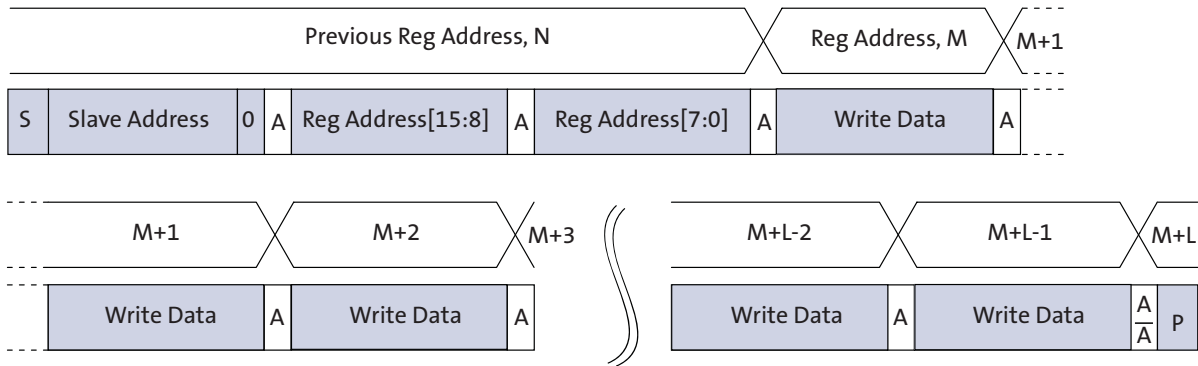 Previous Reg Address, N Reg Address, M M+1
S Slave Address 0 A Reg Address[15:8] A Reg Address[7:0] A Write Data A
M+1 M+2 M+3 M+L-2 M+L-1 M+L
Write Data A Write Data A Write Data A Write Data A/A̅ P